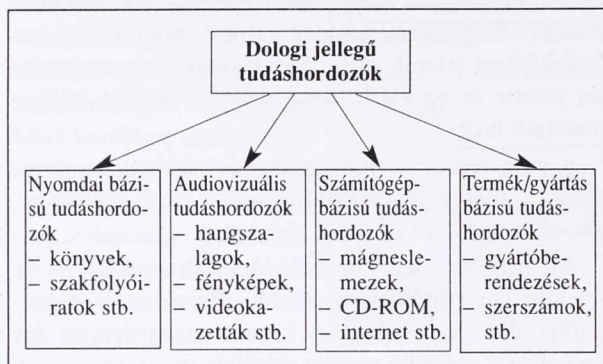 Dologi jellegű
tudáshordozók
Nyomdai bázi-
sú tudáshordo-
zók
– könyvek,
– szakfolyói-
ratok stb.
Audiovizuális
tudáshordozók
– hangsza-
lagok,
– fényképek,
– videoka-
zetták stb.
Számítógép-
bázisú tudás-
hordozók
– mágnesle-
mezek,
– CD-ROM,
– internet stb.
Termék/gyártás
bázisú tudás-
hordozók
– gyártóbe-
rendezések,
– szerszámok,
stb.